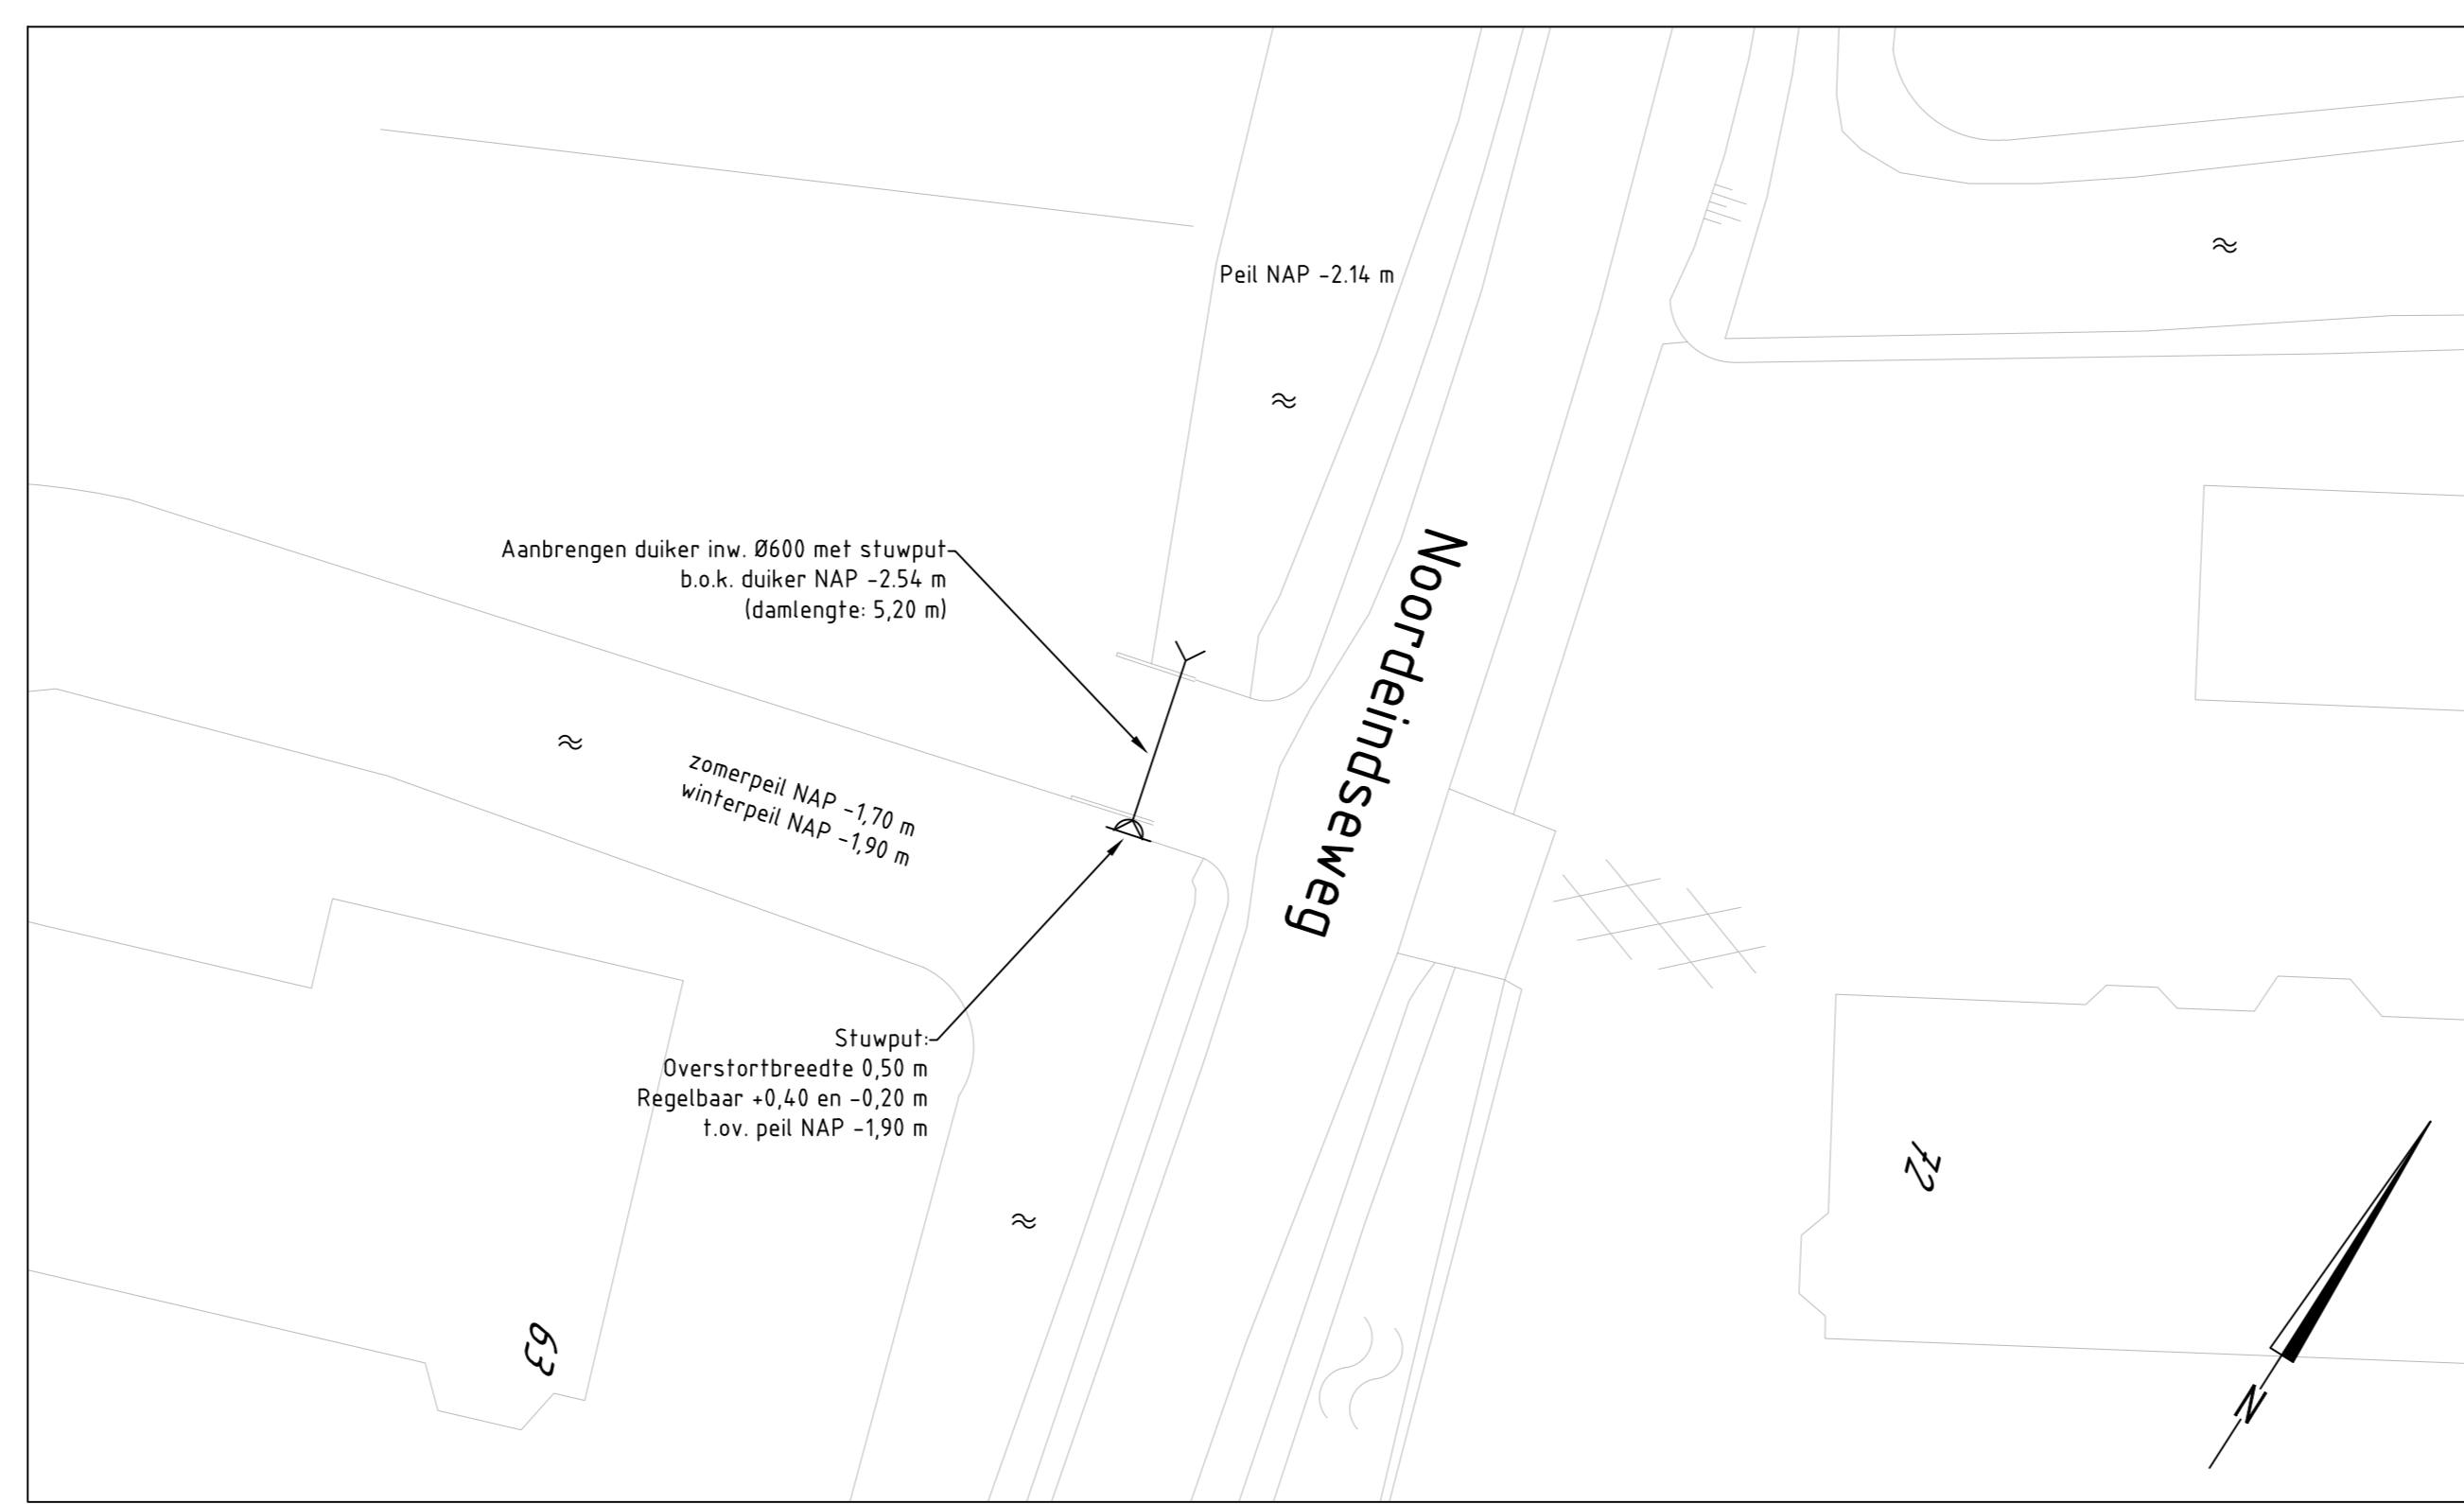 Peil NAP -2.14 m
Aanbrengen duiker inw. Ø600 met stuwput
b.o.k. duiker NAP -2.54 m
(damlengte: 5,20 m)
Noordeindseweg
zomerpeil NAP -1,70 m
winterpeil NAP -1,90 m
Stuwput:
Overstortbreedte 0,50 m
Regelbaar +0,40 en -0,20 m
t.ov. peil NAP -1,90 m
72
63
N